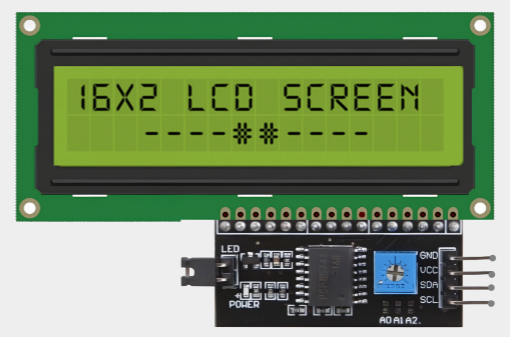 16X2 LCD SCREEN
----##----
LED
GND
VCC
SDA
SCL
POWER
A0 A1 A2.